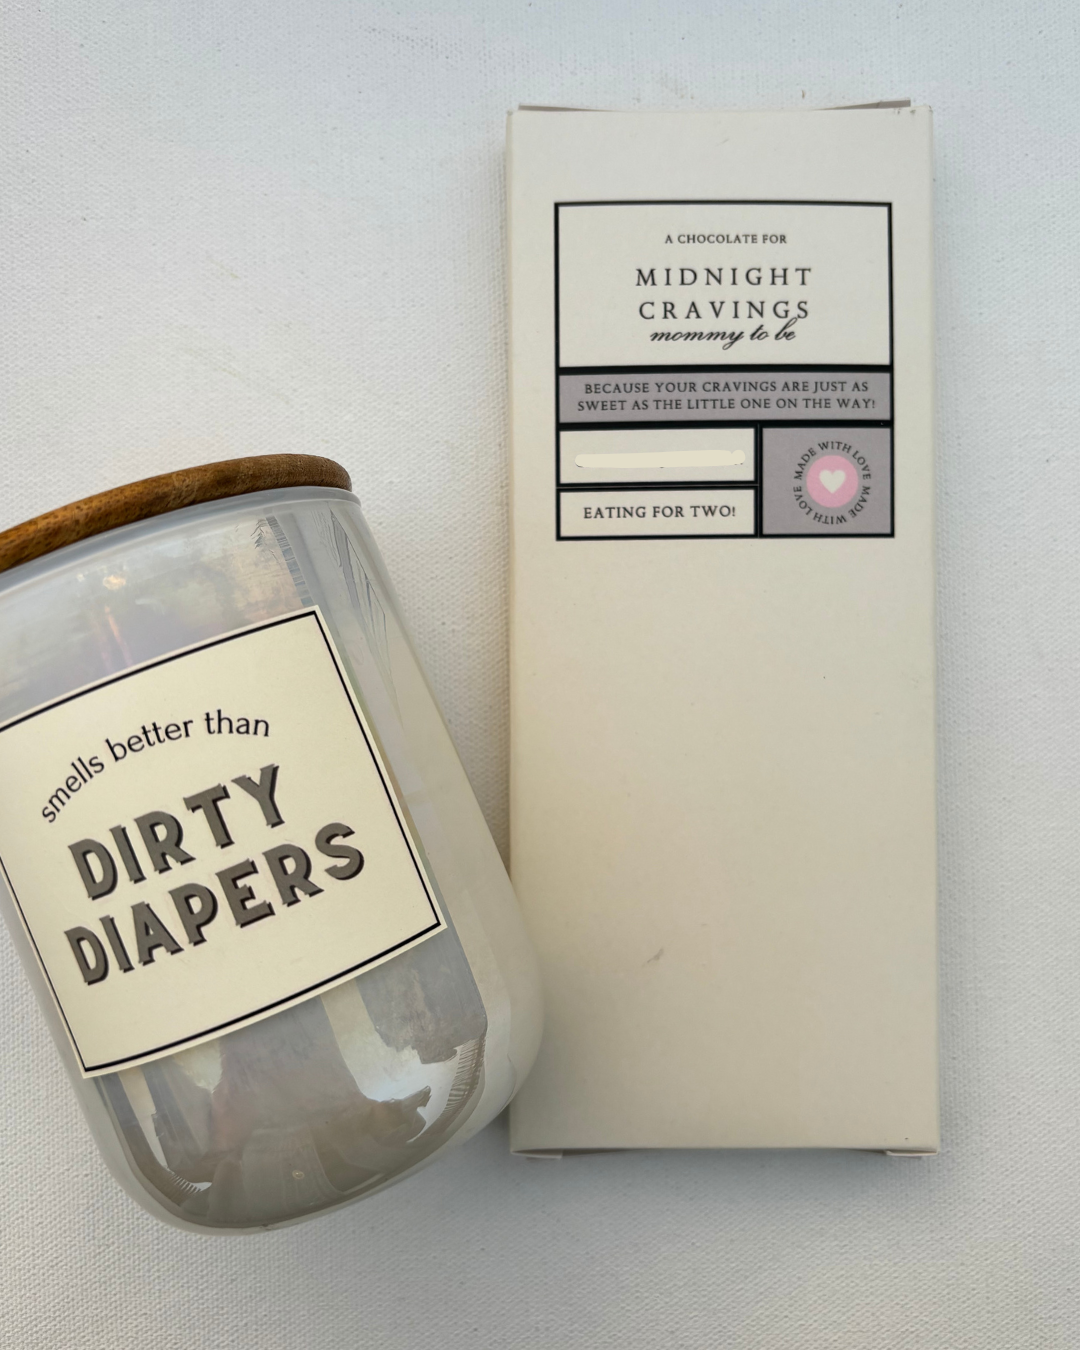 A CHOCOLATE FOR
MIDNIGHT
CRAVINGS
mommy to be
BECAUSE YOUR CRAVINGS ARE JUST AS
SWEET AS THE LITTLE ONE ON THE WAY!
EATING FOR TWO!
MADE WITH LOVE MADE WITH LOVE
smells better than
DIRTY
DIAPERS